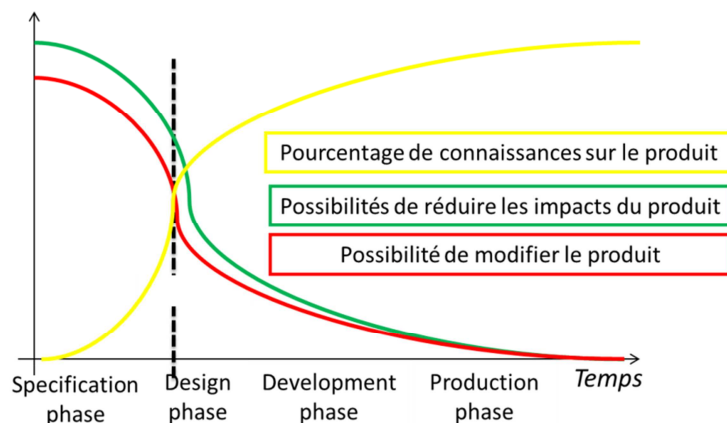 Pourcentage de connaissances sur le produit
Possibilités de réduire les impacts du produit
Possibilité de modifier le produit
Specification phase
Design phase
Development phase
Production phase
Temps